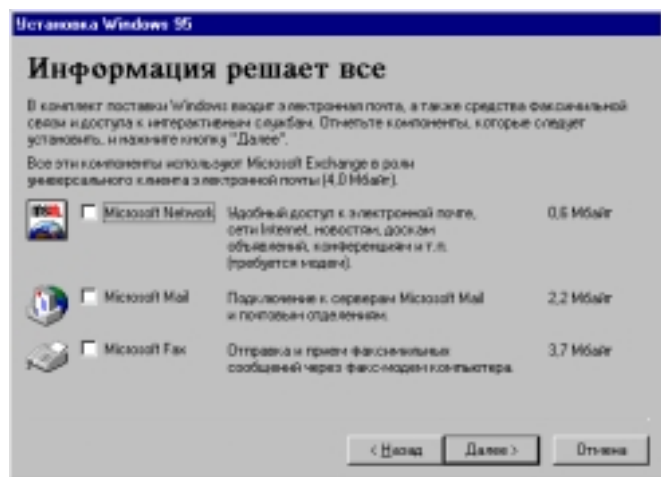 Установка Windows 95
Информация решает все
В комплект поставки Windows входит электронная почта, а также средства факсимильной
связи и доступа к интерактивным службам. Отметьте компоненты, которые следует
установить, и нажмите кнопку "Далее".
Все эти компоненты используют Microsoft Exchange в роли
универсального клиента электронной почты (4,0 Мбайт).
Microsoft Network
Удобный доступ к электронной почте,
сети Internet, новостям, доскам
объявлений, конференциям и т.п.
(требуется модем).
0,6 Мбайт
Microsoft Mail
Подключение к серверам Microsoft Mail
и почтовым отделениям.
2,2 Мбайт
Microsoft Fax
Отправка и прием факсимильных
сообщений через факс-модем компьютера.
3,7 Мбайт
< Назад
Далее >
Отмена